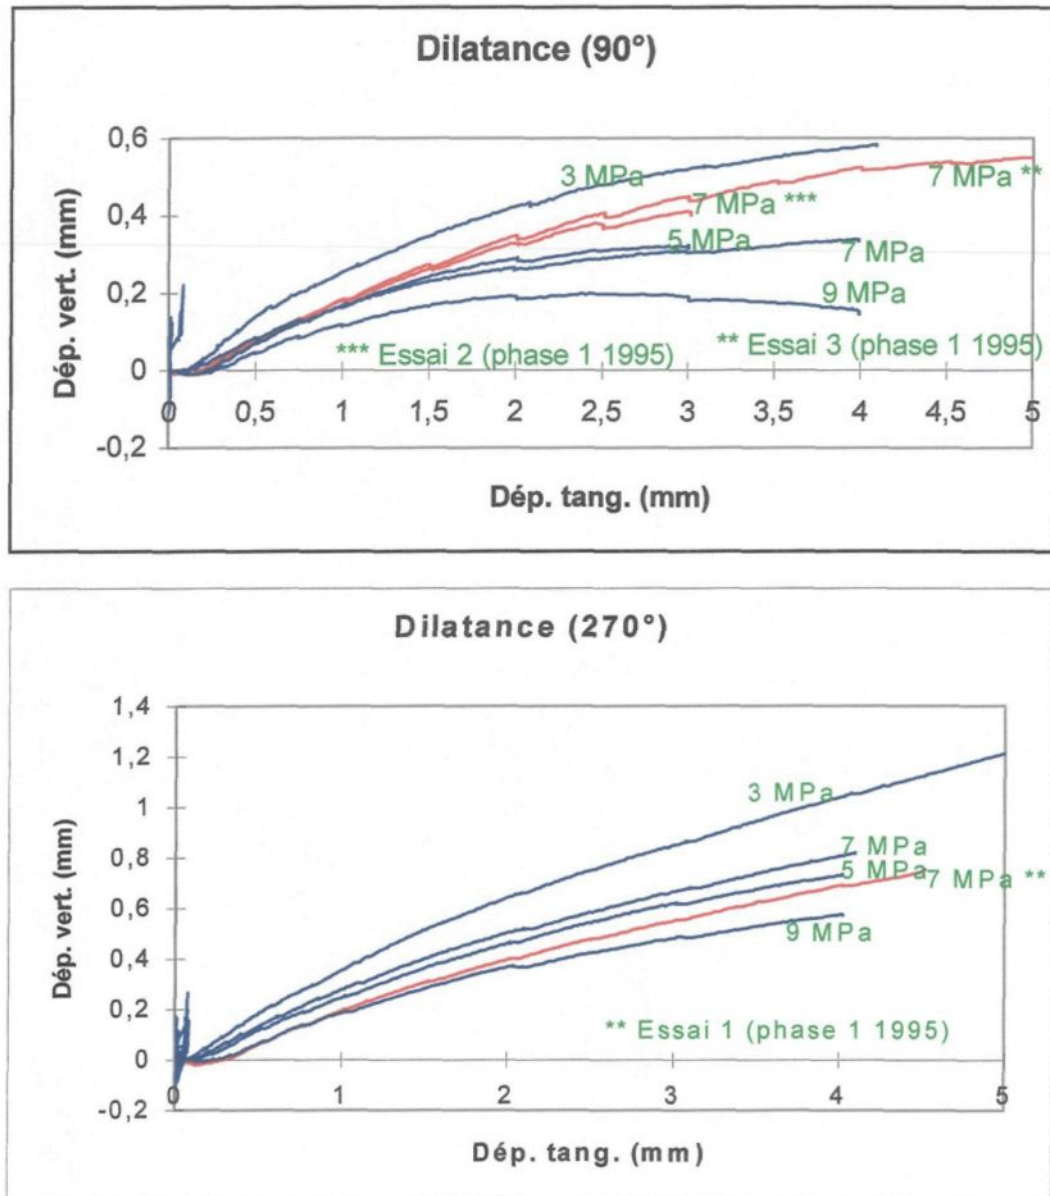 Dilatance (90°)
Dép. vert. (mm)
0,6
0,4
0,2
0
-0,2
3 MPa
7 MPa ***
7 MPa **
5 MPa
7 MPa
9 MPa
*** Essai 2 (phase 1 1995)
** Essai 3 (phase 1 1995)
0 0,5 1 1,5 2 2,5 3 3,5 4 4,5 5
Dép. tang. (mm)
Dilatance (270°)
Dép. vert. (mm)
1,4
1,2
1
0,8
0,6
0,4
0,2
0
-0,2
3 MPa
7 MPa
5 MPa
7 MPa **
9 MPa
** Essai 1 (phase 1 1995)
0 1 2 3 4 5
Dép. tang. (mm)